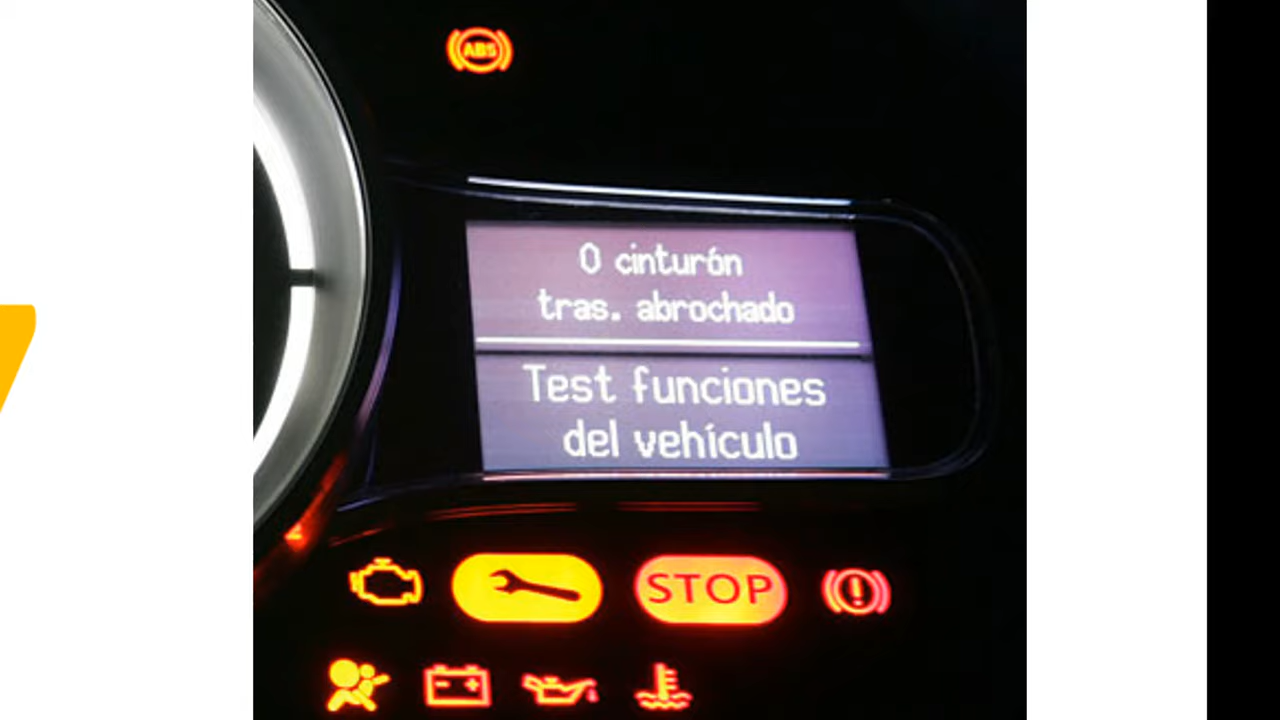 ABS
0 cinturón
tras. abrochado
Test funciones
del vehículo
STOP